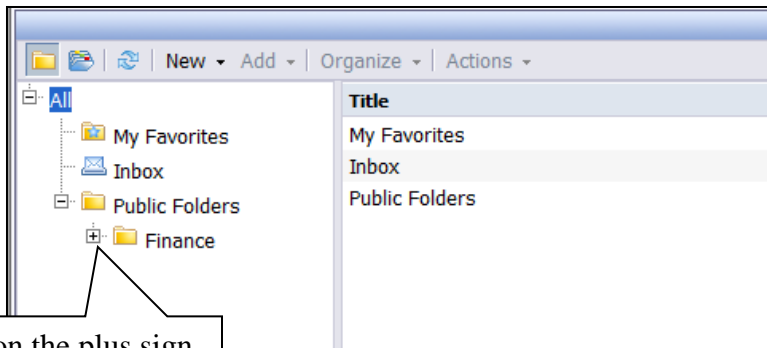 New Add Organize Actions
All
My Favorites
Inbox
Public Folders
Finance
Title
My Favorites
Inbox
Public Folders
on the plus sign